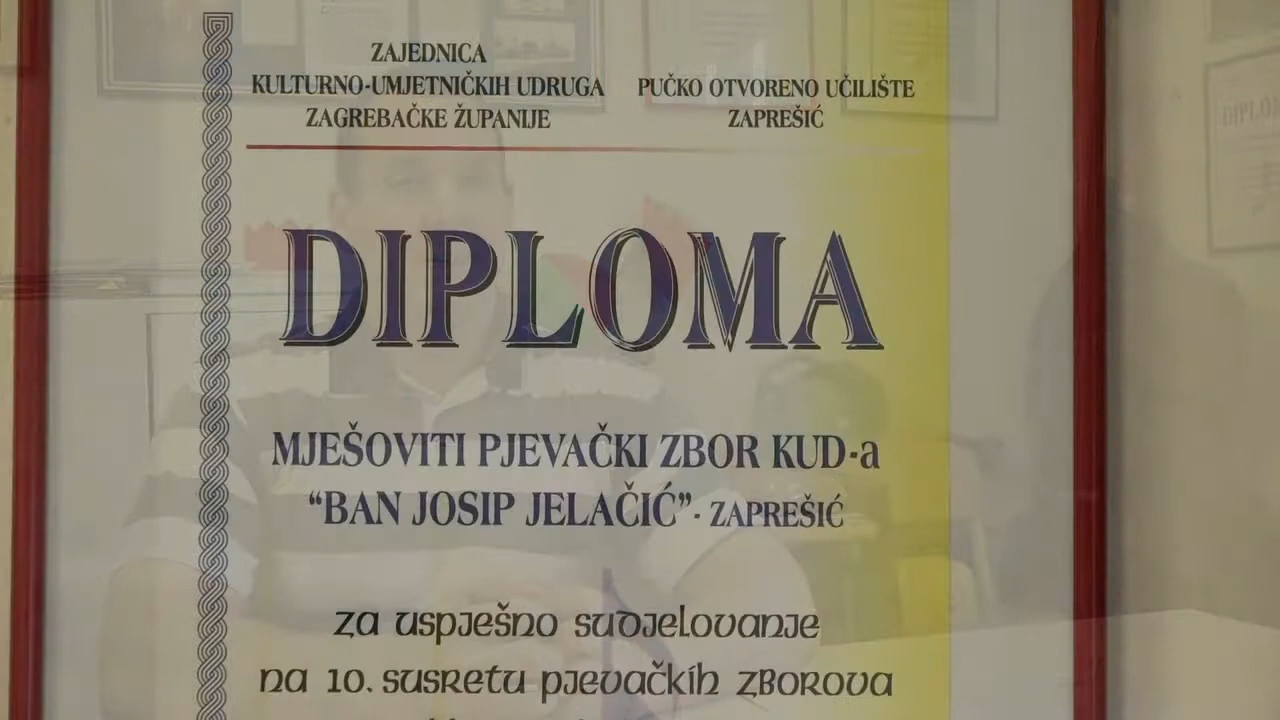 ZAJEDNICA
KULTURNO-UMJETNIČKIH UDRUGA
ZAGREBAČKE ŽUPANIJE
PUČKO OTVORENO UČILIŠTE
ZAPREŠIĆ
DIPLOMA
MJEŠOVITI PJEVAČKI ZBOR KUD-a
“BAN JOSIP JELAČIĆ”- ZAPREŠIĆ
za uspješno sudjelovanje
na 10. susretu pjevačkih zborova